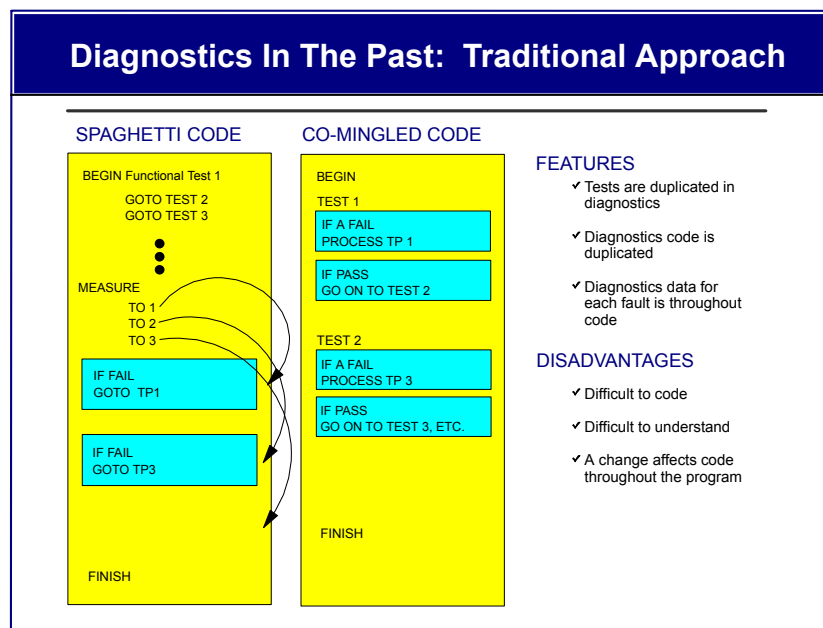 Diagnostics In The Past: Traditional Approach
SPAGHETTI CODE
BEGIN Functional Test 1
GOTO TEST 2
GOTO TEST 3
MEASURE
TO 1
TO 2
TO 3
IF FAIL
GOTO TP1
IF FAIL
GOTO TP3
FINISH
CO-MINGLED CODE
BEGIN
TEST 1
IF A FAIL
PROCESS TP 1
IF PASS
GO ON TO TEST 2
TEST 2
IF A FAIL
PROCESS TP 3
IF PASS
GO ON TO TEST 3, ETC.
FINISH
FEATURES
✓ Tests are duplicated in
diagnostics
✓ Diagnostics code is
duplicated
✓ Diagnostics data for
each fault is throughout
code
DISADVANTAGES
✓ Difficult to code
✓ Difficult to understand
✓ A change affects code
throughout the program